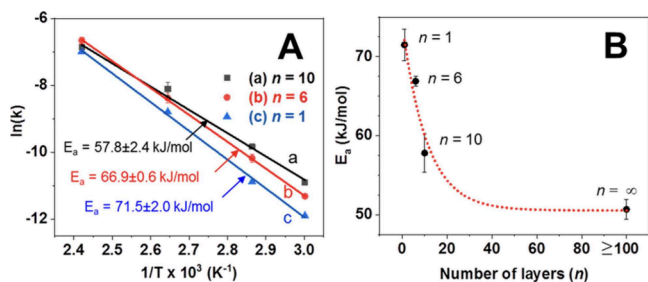 A
-6
-8
-10
-12
ln(k)
(a) n = 10
(b) n = 6
(c) n = 1
Eₐ = 57.8±2.4 kJ/mol
Eₐ = 66.9±0.6 kJ/mol
Eₐ = 71.5±2.0 kJ/mol
a
b
c
2.4 2.5 2.6 2.7 2.8 2.9 3.0
1/T x 10³ (K⁻¹)
B
70
60
50
Eₐ (kJ/mol)
n = 1
n = 6
n = 10
n = ∞
0 20 40 60 80 ≥100
Number of layers (n)